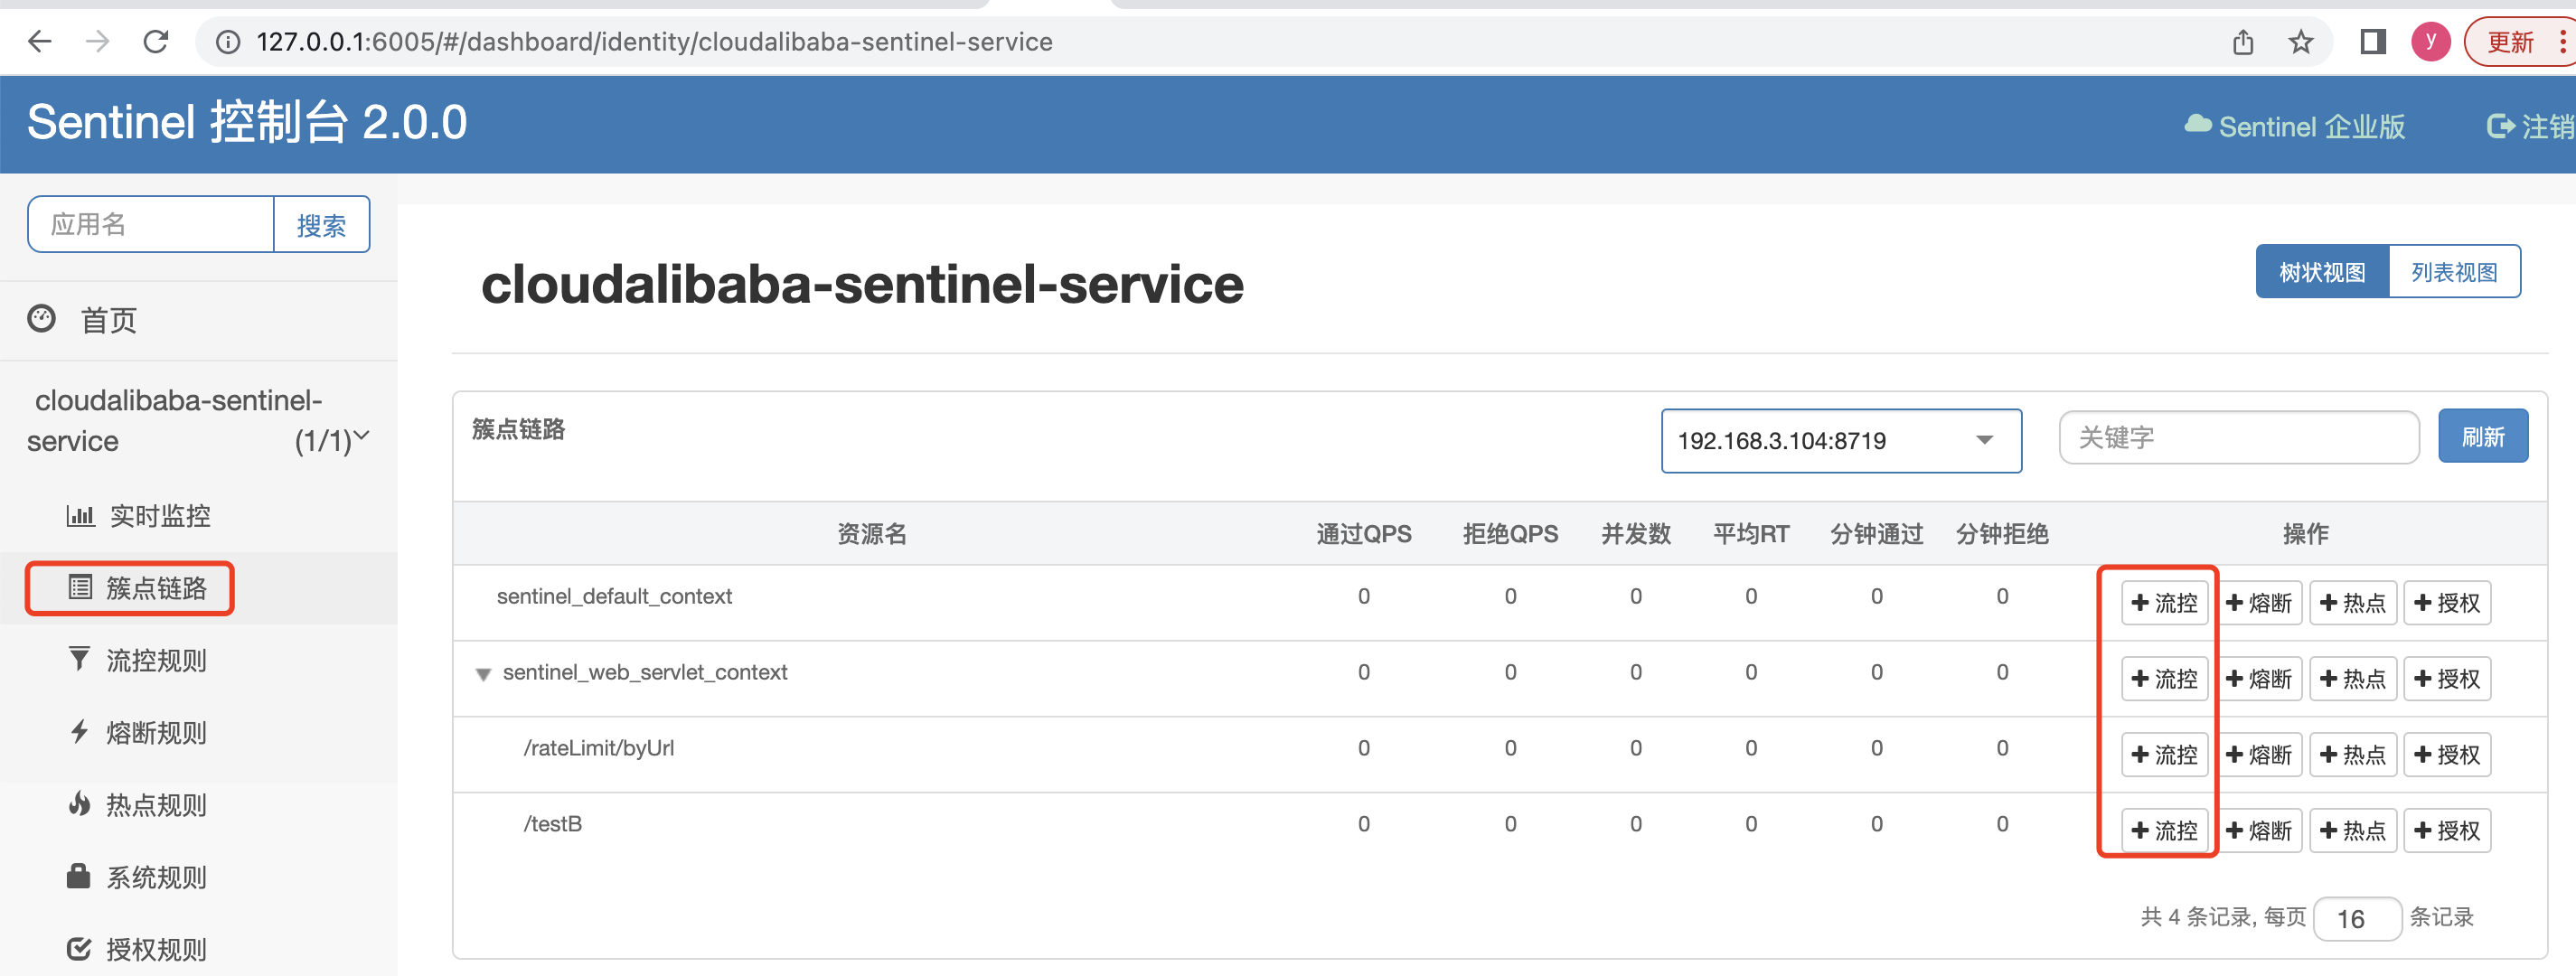 127.0.0.1:6005/#/dashboard/identity/cloudalibaba-sentinel-service
y
更新
Sentinel 控制台 2.0.0
Sentinel 企业版
注销
应用名
搜索
首页
cloudalibaba-sentinel-
service (1/1)
实时监控
簇点链路
流控规则
熔断规则
热点规则
系统规则
授权规则
cloudalibaba-sentinel-service
树状视图 列表视图
簇点链路
192.168.3.104:8719
关键字
刷新
资源名 通过QPS 拒绝QPS 并发数 平均RT 分钟通过 分钟拒绝 操作
sentinel_default_context 0 0 0 0 0 0 流控 熔断 热点 授权
sentinel_web_servlet_context 0 0 0 0 0 0 流控 熔断 热点 授权
/rateLimit/byUrl 0 0 0 0 0 0 流控 熔断 热点 授权
/testB 0 0 0 0 0 0 流控 熔断 热点 授权
共 4 条记录, 每页 16 条记录